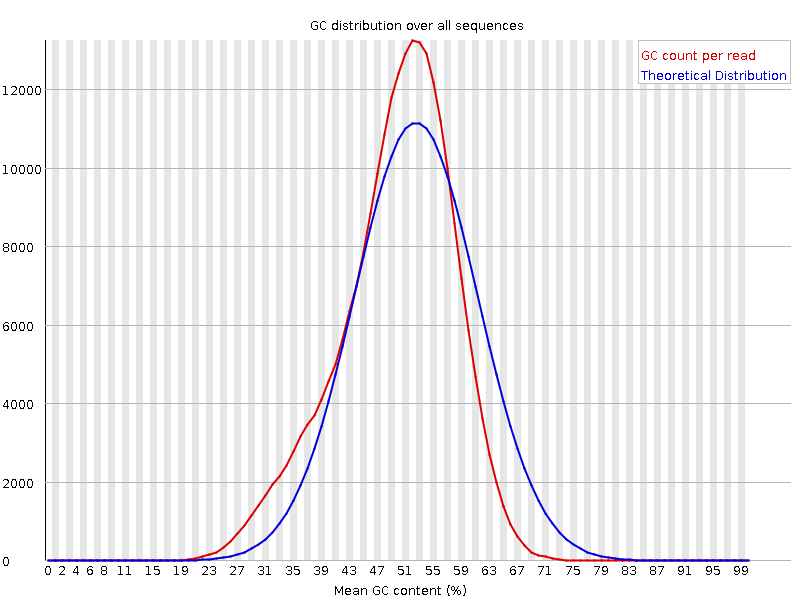 GC distribution over all sequences
GC count per read
Theoretical Distribution
12000
10000
8000
6000
4000
2000
0
0 2 4 6 8 11 15 19 23 27 31 35 39 43 47 51 55 59 63 67 71 75 79 83 87 91 95 99
Mean GC content (%)